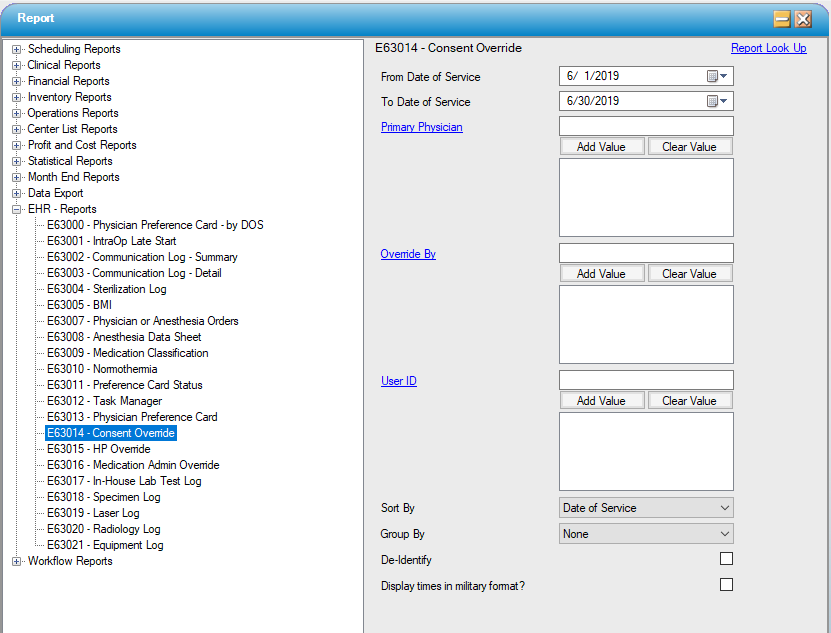 Report
Scheduling Reports
Clinical Reports
Financial Reports
Inventory Reports
Operations Reports
Center List Reports
Profit and Cost Reports
Statistical Reports
Month End Reports
Data Export
EHR - Reports
E63000 - Physician Preference Card - by DOS
E63001 - IntraOp Late Start
E63002 - Communication Log - Summary
E63003 - Communication Log - Detail
E63004 - Sterilization Log
E63005 - BMI
E63007 - Physician or Anesthesia Orders
E63008 - Anesthesia Data Sheet
E63009 - Medication Classification
E63010 - Normothermia
E63011 - Preference Card Status
E63012 - Task Manager
E63013 - Physician Preference Card
E63014 - Consent Override
E63015 - HP Override
E63016 - Medication Admin Override
E63017 - In-House Lab Test Log
E63018 - Specimen Log
E63019 - Laser Log
E63020 - Radiology Log
E63021 - Equipment Log
Workflow Reports
E63014 - Consent Override
Report Look Up
From Date of Service
6/ 1/2019
To Date of Service
6/30/2019
Primary Physician
Add Value
Clear Value
Override By
Add Value
Clear Value
User ID
Add Value
Clear Value
Sort By
Date of Service
Group By
None
De-Identify
Display times in military format?